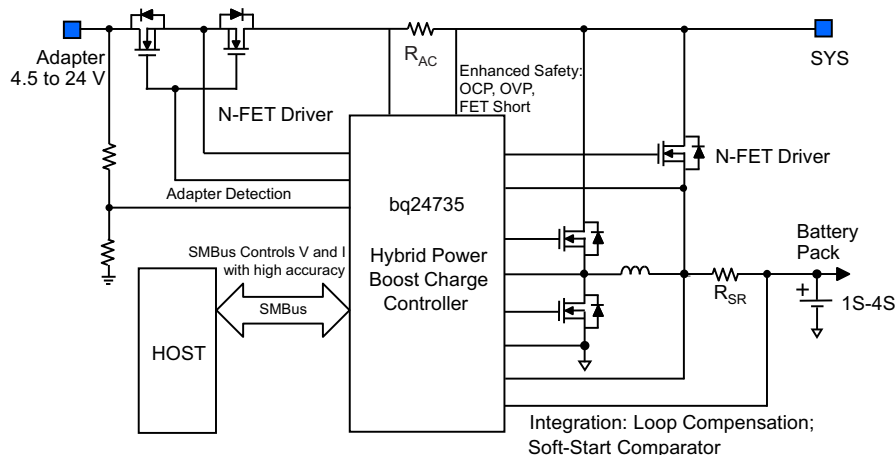 Adapter
4.5 to 24 V
R_AC
SYS
Enhanced Safety:
OCP, OVP,
FET Short
N-FET Driver
N-FET Driver
Adapter Detection
bq24735
Hybrid Power
Boost Charge
Controller
SMBus Controls V and I
with high accuracy
SMBus
HOST
Battery
Pack
R_SR
+
1S-4S
Integration: Loop Compensation;
Soft-Start Comparator